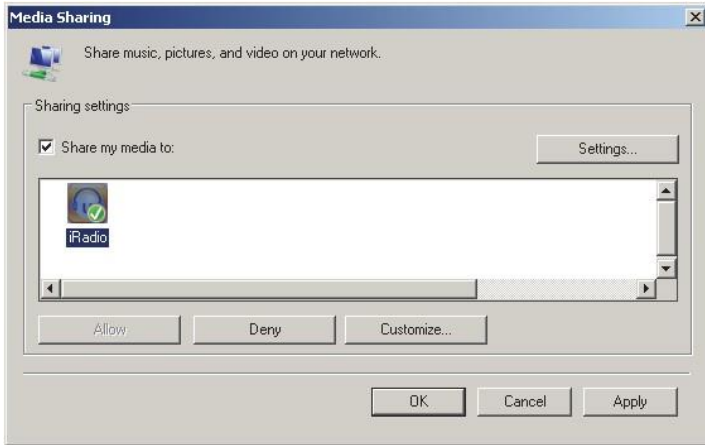 Media Sharing
Share music, pictures, and video on your network.
Sharing settings
Share my media to:
Settings...
iRadio
Allow
Deny
Customize...
OK
Cancel
Apply